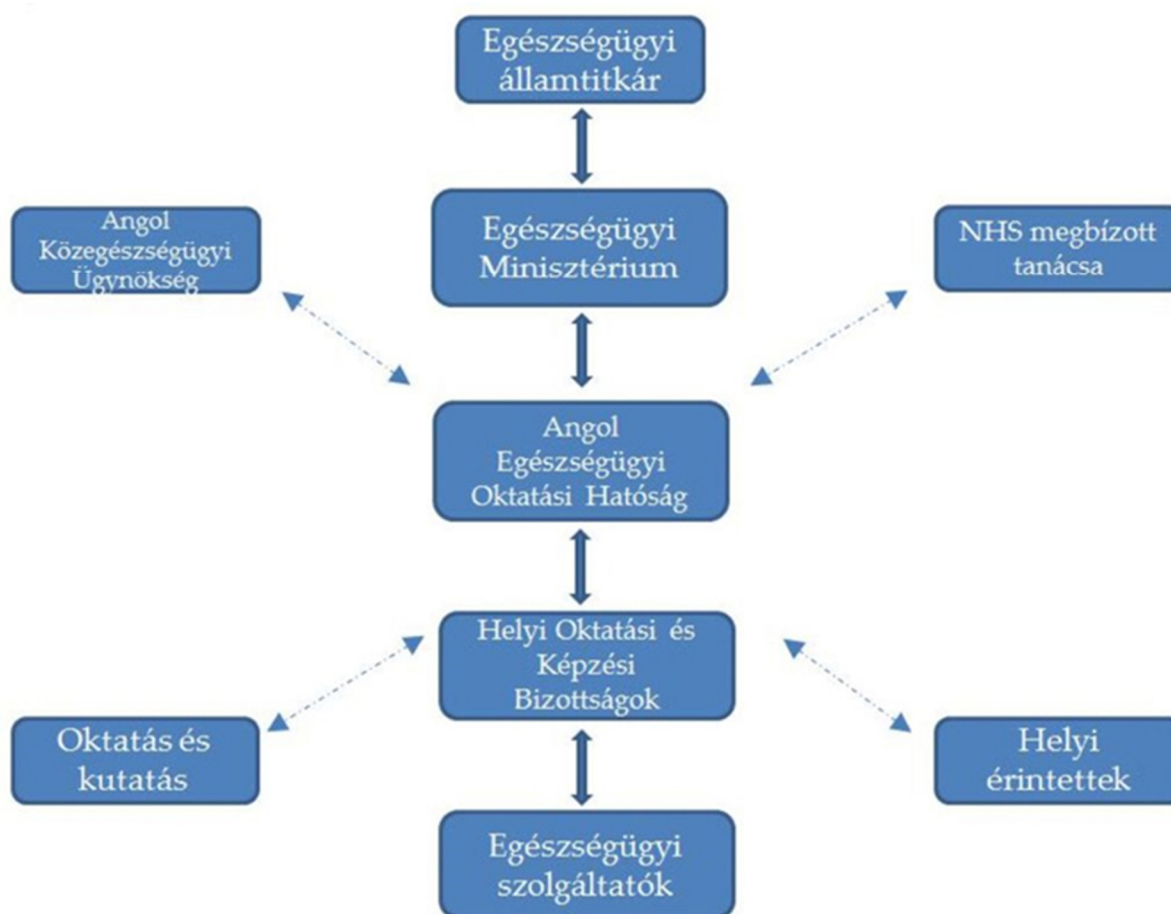 Egészségügyi
államtitkár
Angol
Közegészségügyi
Ügynökség
Egészségügyi
Minisztérium
NHS megbízott
tanácsa
Angol
Egészségügyi
Oktatási Hatóság
Helyi Oktatási és
Képzési
Bizottságok
Oktatás és
kutatás
Helyi
érintettek
Egészségügyi
szolgáltatók